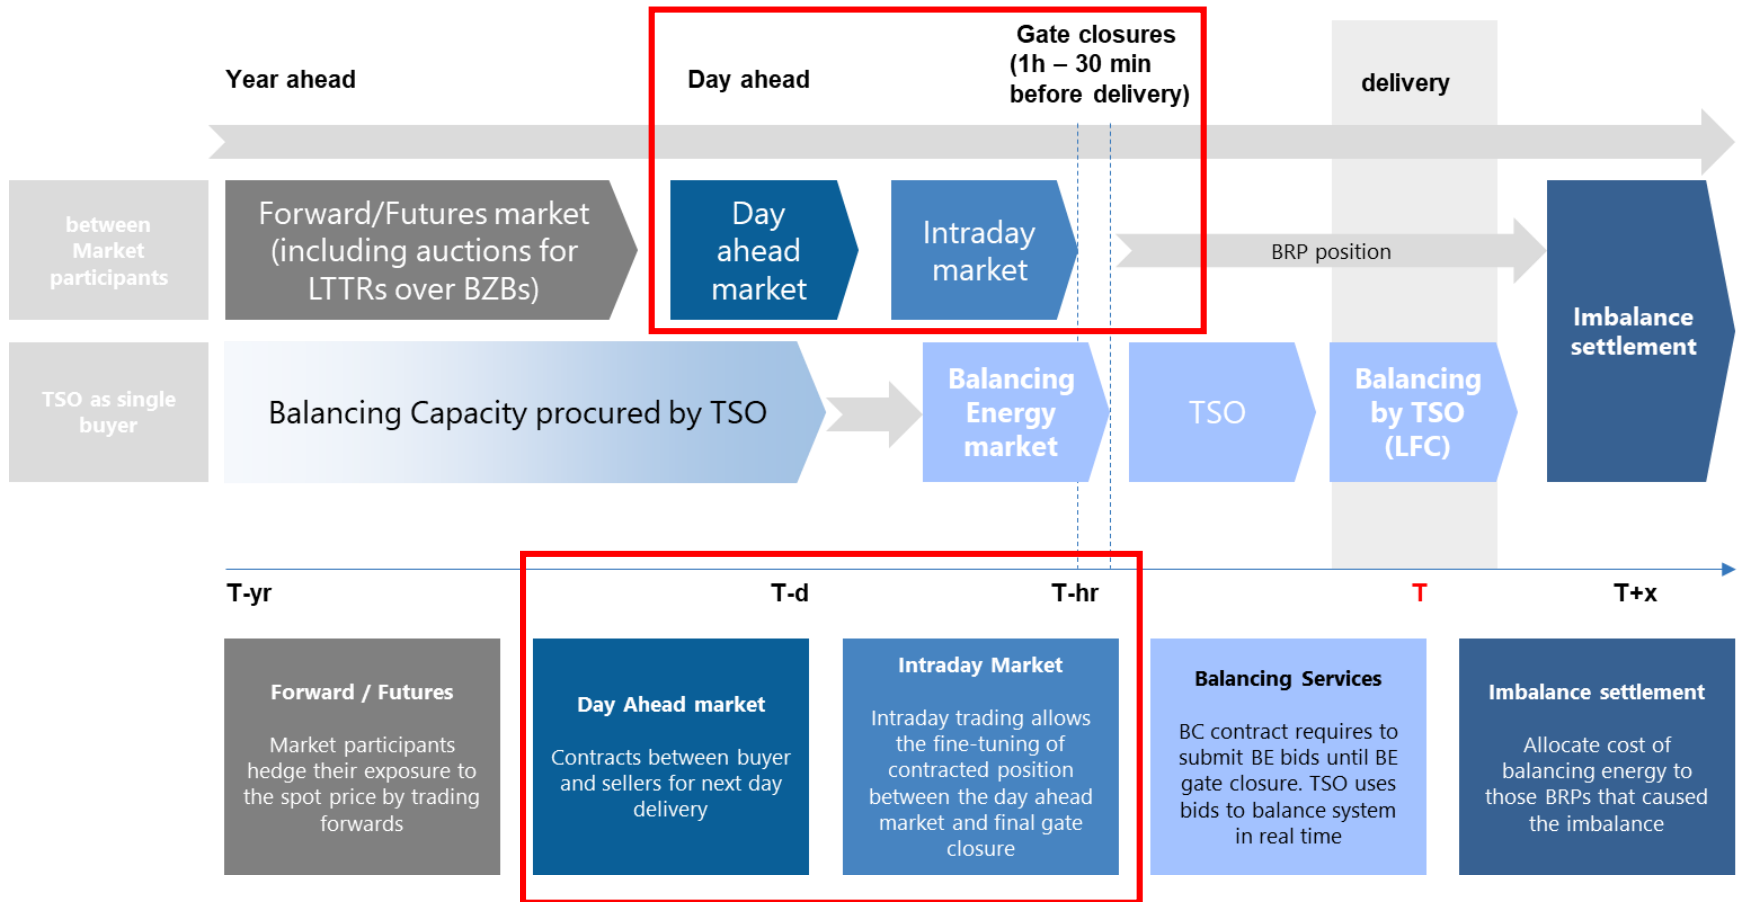 Year ahead
Day ahead
Gate closures
(1h – 30 min
before delivery)
delivery
between
Market
participants
Forward/Futures market
(including auctions for
LTTRs over BZBs)
Day
ahead
market
Intraday
market
BRP position
Imbalance
settlement
TSO as single
buyer
Balancing Capacity procured by TSO
Balancing
Energy
market
TSO
Balancing
by TSO
(LFC)
T-yr
T-d
T-hr
T
T+x
Forward / Futures
Market participants
hedge their exposure to
the spot price by trading
forwards
Day Ahead market
Contracts between buyer
and sellers for next day
delivery
Intraday Market
Intraday trading allows
the fine-tuning of
contracted position
between the day ahead
market and final gate
closure
Balancing Services
BC contract requires to
submit BE bids until BE
gate closure. TSO uses
bids to balance system
in real time
Imbalance settlement
Allocate cost of
balancing energy to
those BRPs that caused
the imbalance